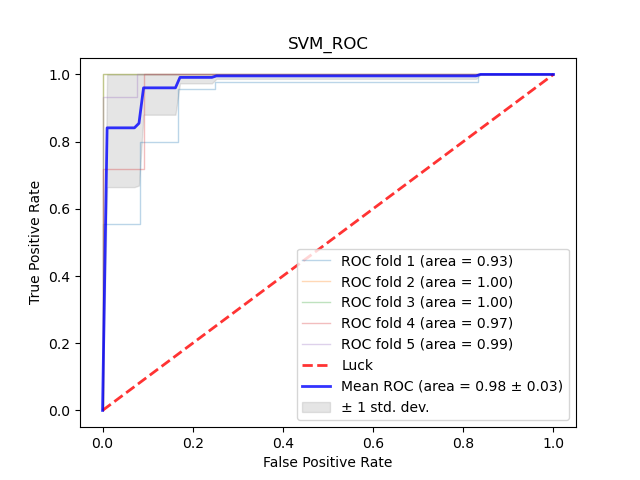 SVM_ROC
1.0
0.8
0.6
0.4
0.2
0.0
True Positive Rate
ROC fold 1 (area = 0.93)
ROC fold 2 (area = 1.00)
ROC fold 3 (area = 1.00)
ROC fold 4 (area = 0.97)
ROC fold 5 (area = 0.99)
Luck
Mean ROC (area = 0.98 ± 0.03)
± 1 std. dev.
0.0 0.2 0.4 0.6 0.8 1.0
False Positive Rate